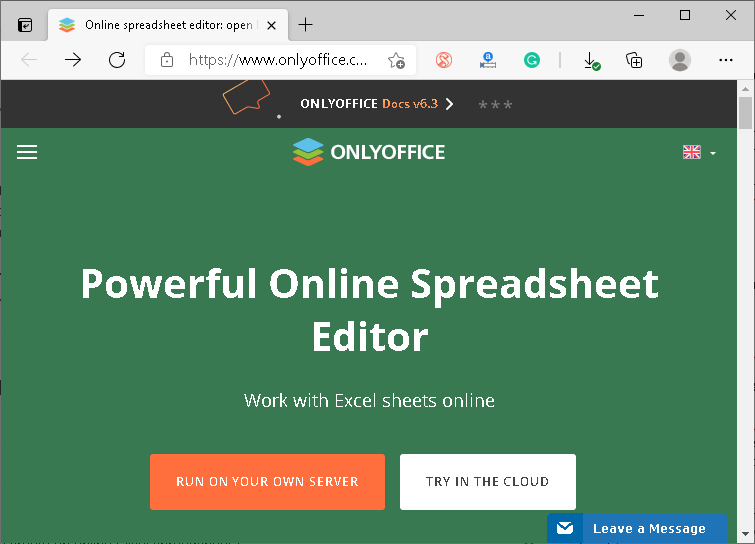 Online spreadsheet editor: open
https://www.onlyoffice.c...
ONLYOFFICE Docs v6.3
ONLYOFFICE
Powerful Online Spreadsheet
Editor
Work with Excel sheets online
RUN ON YOUR OWN SERVER
TRY IN THE CLOUD
Leave a Message